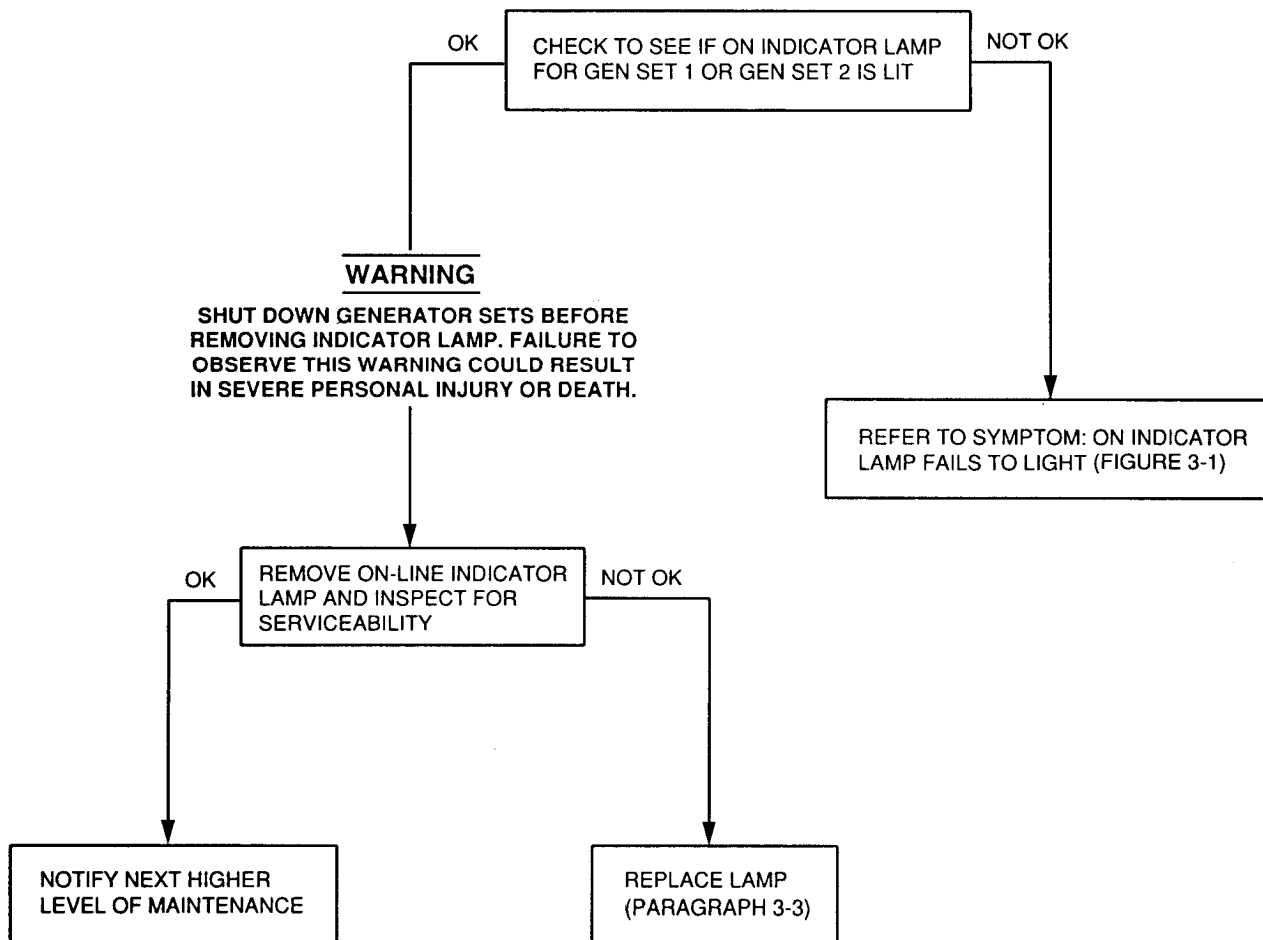 OK
CHECK TO SEE IF ON INDICATOR LAMP
FOR GEN SET 1 OR GEN SET 2 IS LIT
NOT OK
WARNING
SHUT DOWN GENERATOR SETS BEFORE
REMOVING INDICATOR LAMP. FAILURE TO
OBSERVE THIS WARNING COULD RESULT
IN SEVERE PERSONAL INJURY OR DEATH.
REFER TO SYMPTOM: ON INDICATOR
LAMP FAILS TO LIGHT (FIGURE 3-1)
OK
REMOVE ON-LINE INDICATOR
LAMP AND INSPECT FOR
SERVICEABILITY
NOT OK
NOTIFY NEXT HIGHER
LEVEL OF MAINTENANCE
REPLACE LAMP
(PARAGRAPH 3-3)